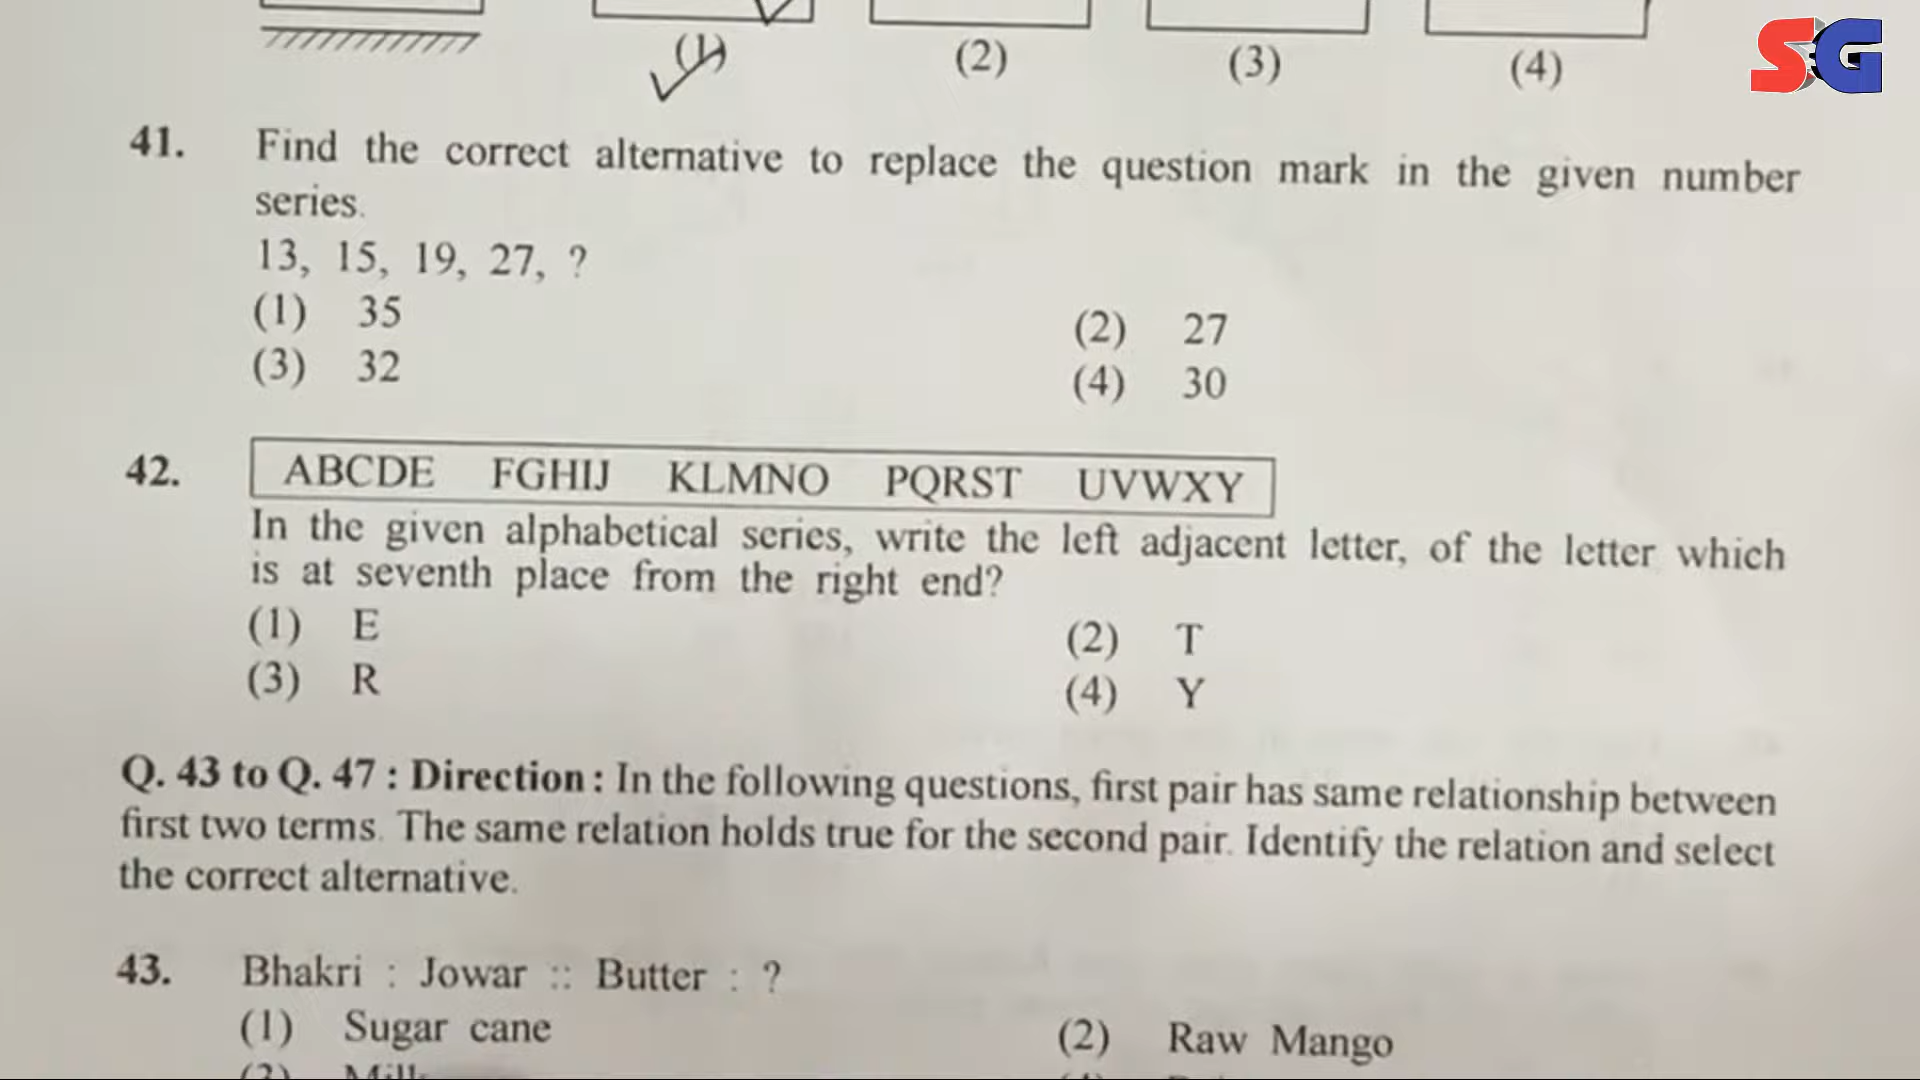 (1) (2) (3) (4)
SG
41. Find the correct alternative to replace the question mark in the given number
series.
13, 15, 19, 27, ?
(1) 35 (2) 27
(3) 32 (4) 30
42. ABCDE FGHIJ KLMNO PQRST UVWXY
In the given alphabetical series, write the left adjacent letter, of the letter which
is at seventh place from the right end?
(1) E (2) T
(3) R (4) Y
Q. 43 to Q. 47 : Direction : In the following questions, first pair has same relationship between
first two terms. The same relation holds true for the second pair. Identify the relation and select
the correct alternative.
43. Bhakri : Jowar :: Butter : ?
(1) Sugar cane (2) Raw Mango
(3) Milk (4)